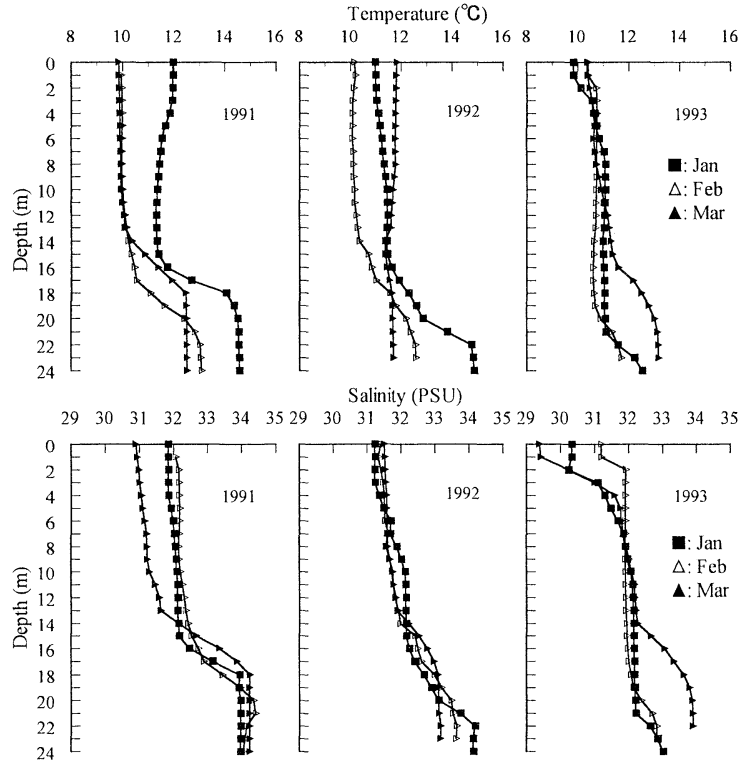 Temperature (℃)
8 10 12 14 16 8 10 12 14 16 8 10 12 14 16
0
2
4
6
8
10
12
14
16
18
20
22
24
Depth (m)
1991
1992
1993
■: Jan
△: Feb
▲: Mar
Salinity (PSU)
29 30 31 32 33 34 35 29 30 31 32 33 34 35 29 30 31 32 33 34 35
0
2
4
6
8
10
12
14
16
18
20
22
24
Depth (m)
1991
1992
1993
■: Jan
△: Feb
▲: Mar